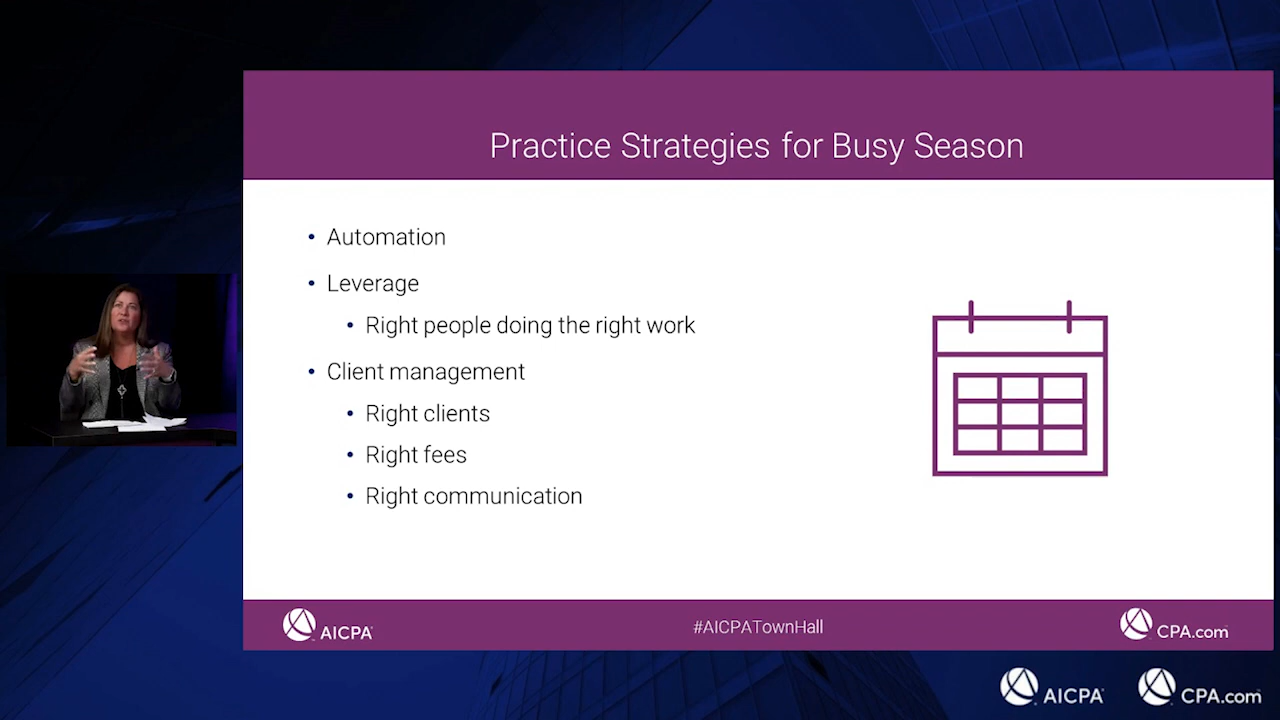 Practice Strategies for Busy Season
• Automation
• Leverage
• Right people doing the right work
• Client management
• Right clients
• Right fees
• Right communication
AICPA
#AICPATownHall
CPA.com
AICPA
CPA.com